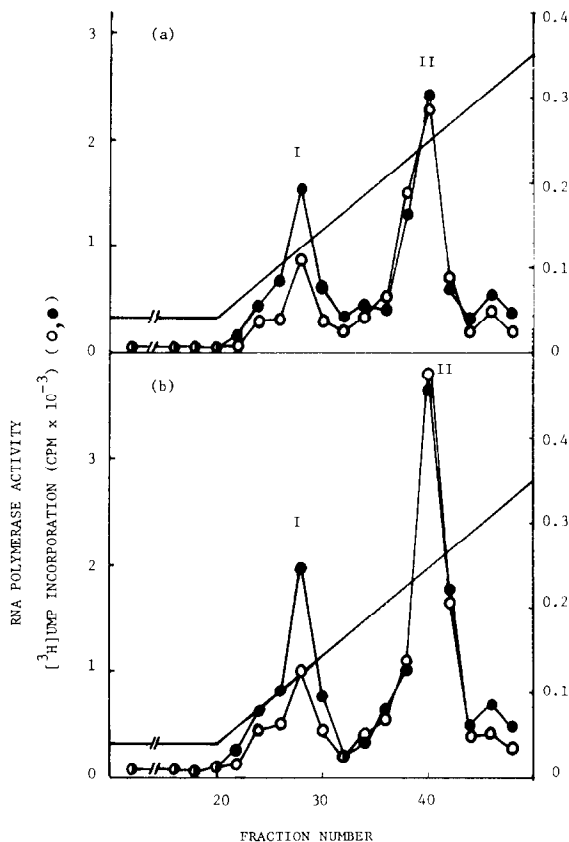 (a)
I
II
3
2
1
0
0.4
0.3
0.2
0.1
0
(b)
I
II
3
2
1
0
0.4
0.3
0.2
0.1
0
20
30
40
FRACTION NUMBER
RNA POLYMERASE ACTIVITY
[³H]UMP INCORPORATION (CPM x 10⁻³) (○,●)